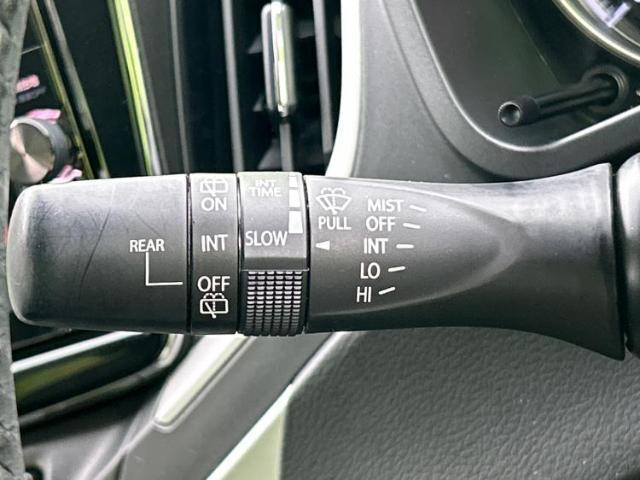 REAR
ON
INT
OFF
INT
TIME
SLOW
PULL
MIST
OFF
INT
LO
HI